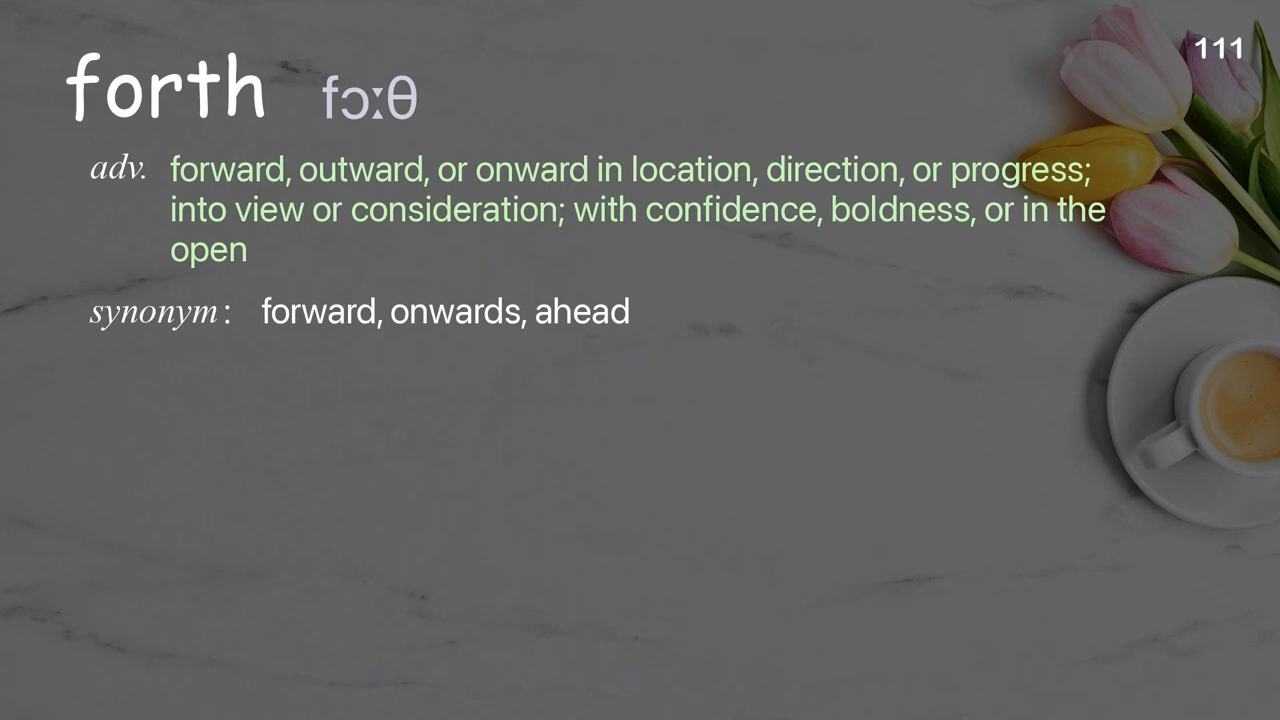 111
forth fɔːθ
adv. forward, outward, or onward in location, direction, or progress;
into view or consideration; with confidence, boldness, or in the
open
synonym: forward, onwards, ahead